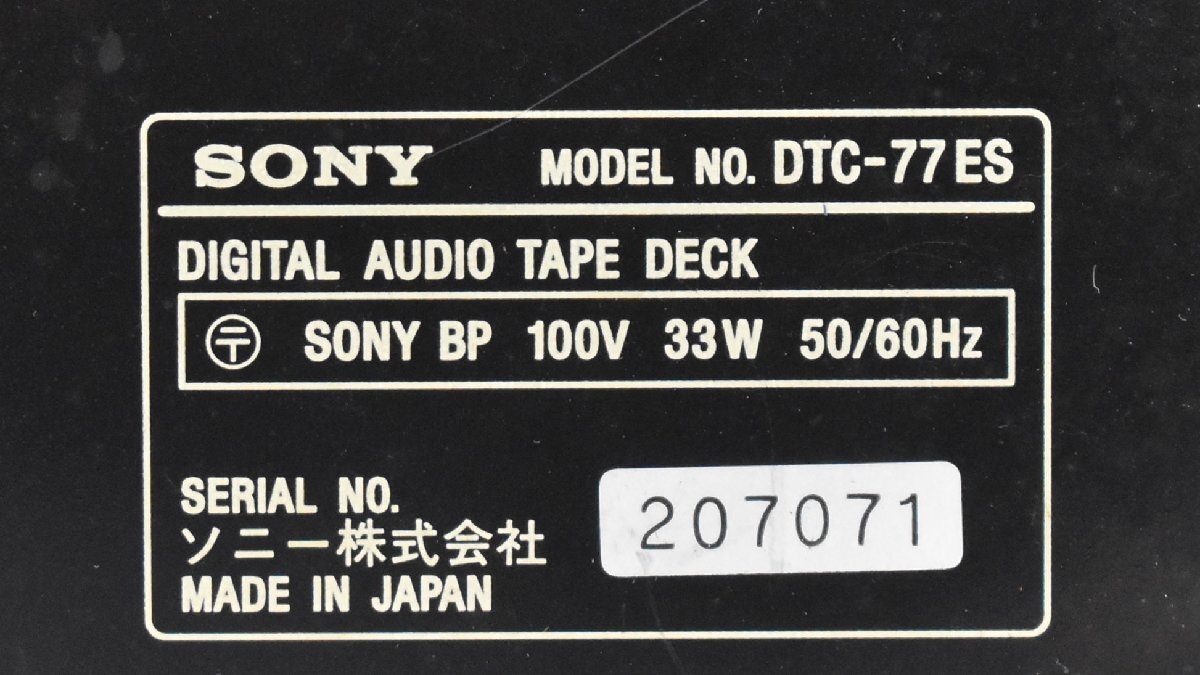 SONY MODEL NO. DTC-77ES
DIGITAL AUDIO TAPE DECK
〶 SONY BP 100V 33W 50/60Hz
SERIAL NO. 207071
ソニー株式会社
MADE IN JAPAN